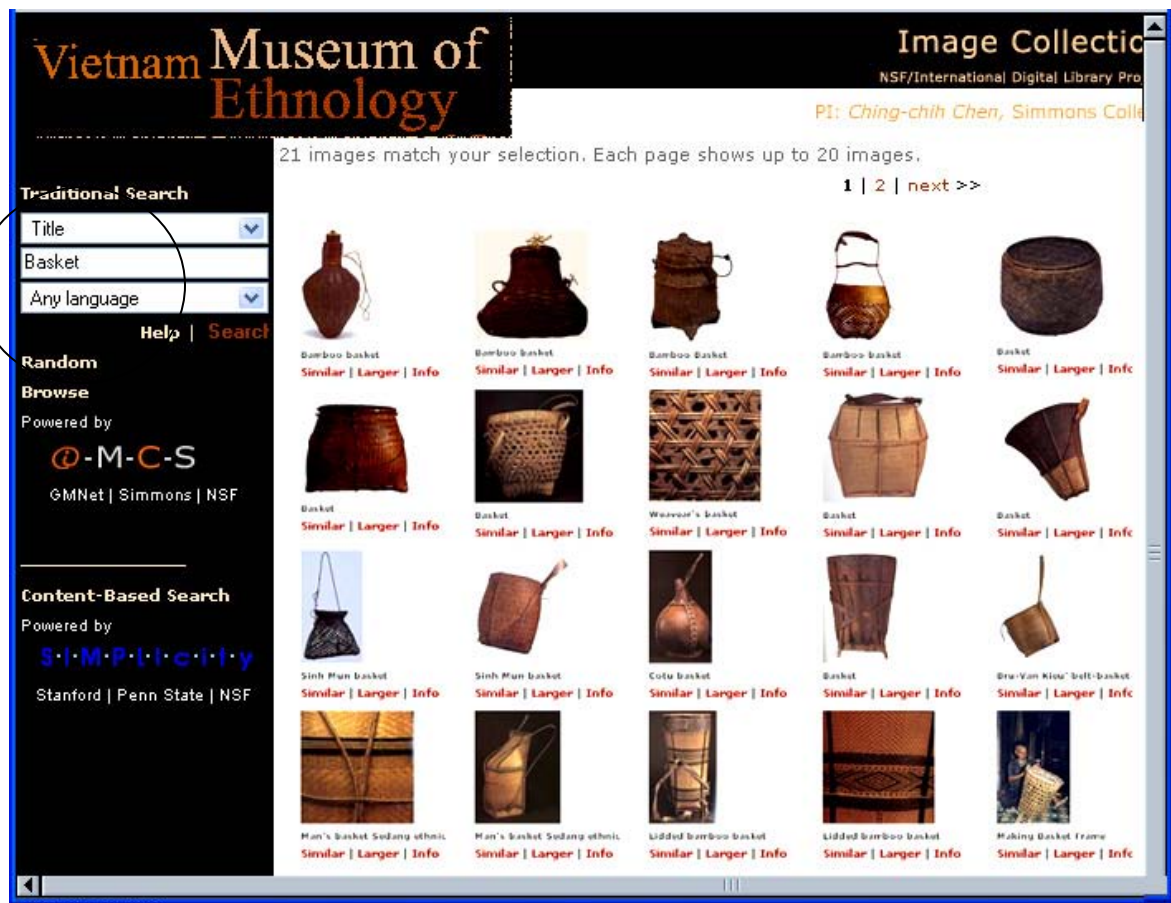 Vietnam Museum of
Ethnology
Image Collectio
NSF/International Digital Library Pro
PI: Ching-chih Chen, Simmons Colle
21 images match your selection. Each page shows up to 20 images.
1 | 2 | next >>
Traditional Search
Title
Basket
Any language
Help | Search
Random
Browse
Powered by
i-M-C-S
GMNet | Simmons | NSF
Content-Based Search
Powered by
S·I·M·P·L·I·c·i·t·y
Stanford | Penn State | NSF
Bamboo basket
Bamboo basket
Bamboo Basket
Bamboo basket
Basket
Similar | Larger | Info
Similar | Larger | Info
Similar | Larger | Info
Similar | Larger | Info
Similar | Larger | Info
Basket
Basket
Weaver's basket
Basket
Basket
Similar | Larger | Info
Similar | Larger | Info
Similar | Larger | Info
Similar | Larger | Info
Similar | Larger | Info
Sinh Mun basket
Sinh Mun basket
Cotu basket
Basket
Bru-Van Kieu' belt-basket
Similar | Larger | Info
Similar | Larger | Info
Similar | Larger | Info
Similar | Larger | Info
Similar | Larger | Info
Man's basket Sedang ethnic
Man's basket Sedang ethnic
Lidded bamboo basket
Lidded bamboo basket
Making Basket Frame
Similar | Larger | Info
Similar | Larger | Info
Similar | Larger | Info
Similar | Larger | Info
Similar | Larger | Info